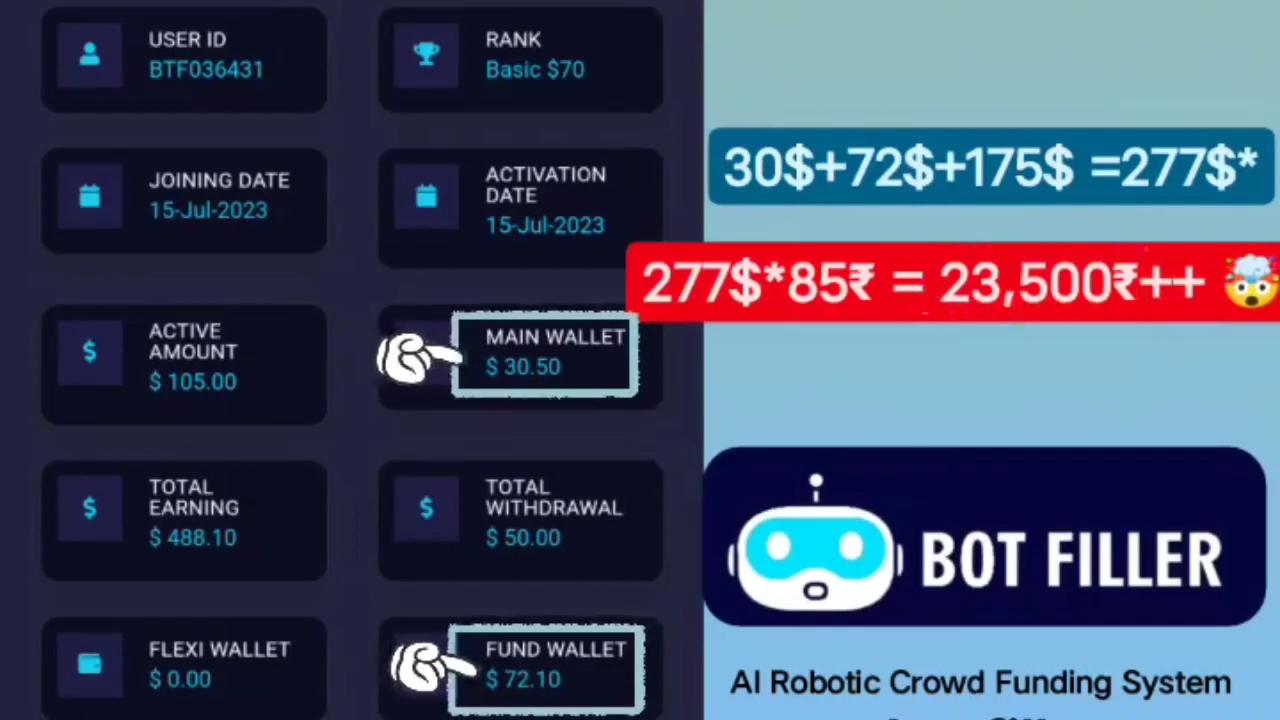 USER ID
BTF036431
RANK
Basic $70
JOINING DATE
15-Jul-2023
ACTIVATION
DATE
15-Jul-2023
ACTIVE
AMOUNT
$ 105.00
MAIN WALLET
$ 30.50
TOTAL
EARNING
$ 488.10
TOTAL
WITHDRAWAL
$ 50.00
FLEXI WALLET
$ 0.00
FUND WALLET
$ 72.10
30$+72$+175$ =277$*
277$*85₹ = 23,500₹++ 🤯
BOT FILLER
AI Robotic Crowd Funding System